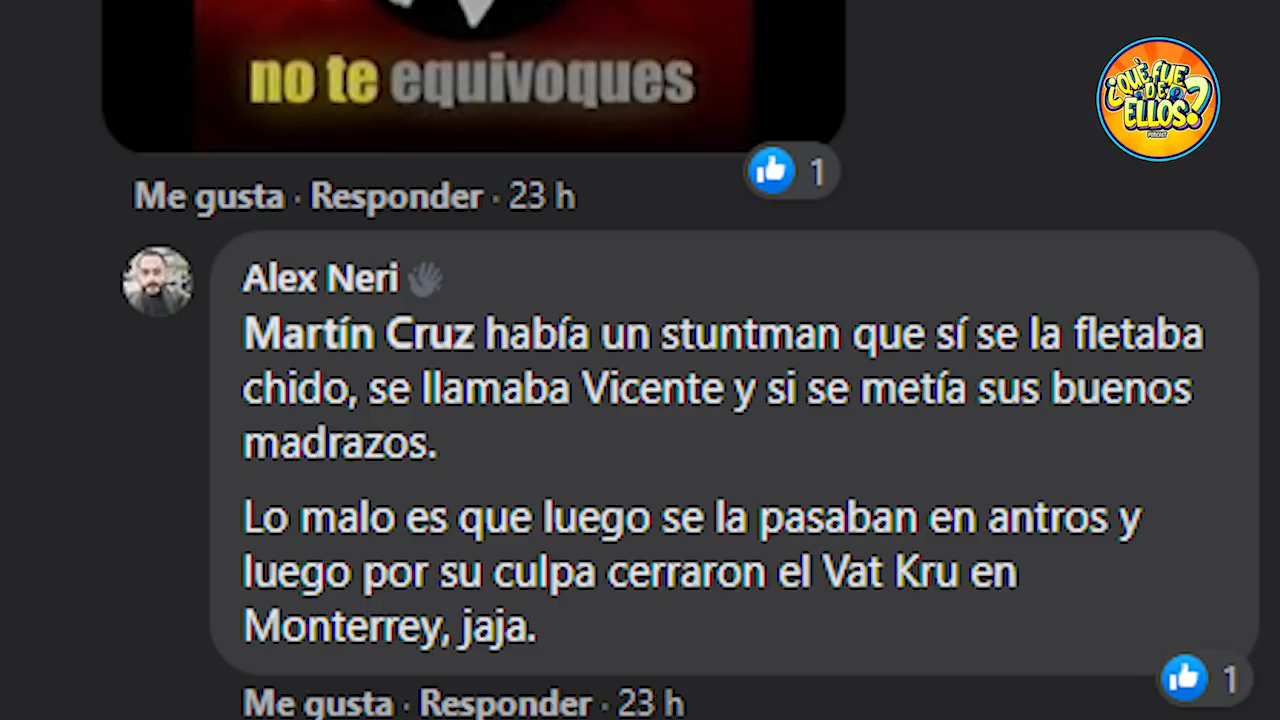 no te equivoques
¿QUÉ FUE
DE
ELLOS?
PODCAST
1
Me gusta · Responder · 23 h
Alex Neri
Martín Cruz había un stuntman que sí se la fletaba
chido, se llamaba Vicente y si se metía sus buenos
madrazos.
Lo malo es que luego se la pasaban en antros y
luego por su culpa cerraron el Vat Kru en
Monterrey, jaja.
1
Me gusta · Responder · 23 h